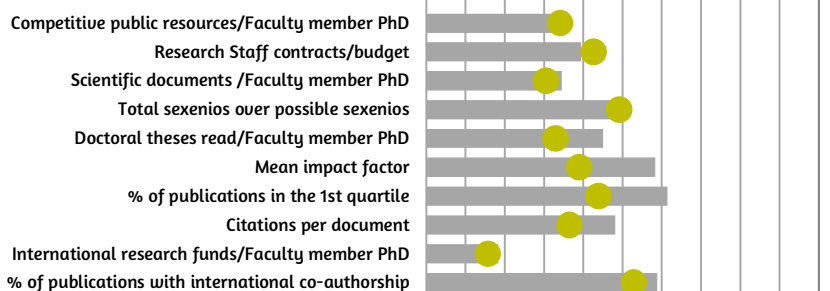 Competitive public resources/Faculty member PhD
Research Staff contracts/budget
Scientific documents /Faculty member PhD
Total sexenios over possible sexenios
Doctoral theses read/Faculty member PhD
Mean impact factor
% of publications in the 1st quartile
Citations per document
International research funds/Faculty member PhD
% of publications with international co-authorship